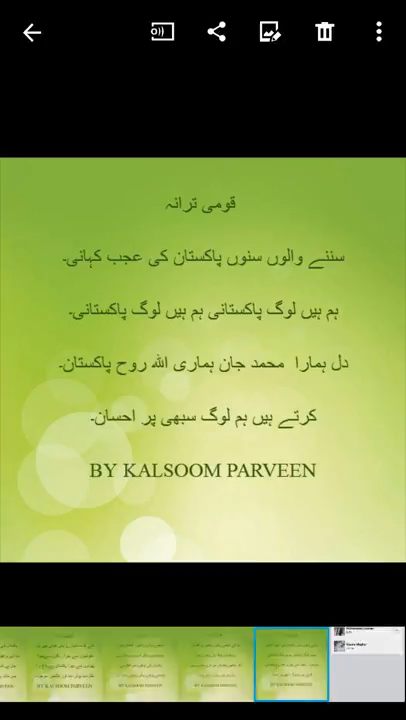 قومی ترانہ
سننے والوں سنوں پاکستان کی عجب کہانی۔
ہم ہیں لوگ پاکستانی ہم ہیں لوگ پاکستانی۔
دل ہمارا محمد جان ہماری اللہ روح پاکستان۔
کرتے ہیں ہم لوگ سبھی پر احسان۔
BY KALSOOM PARVEEN